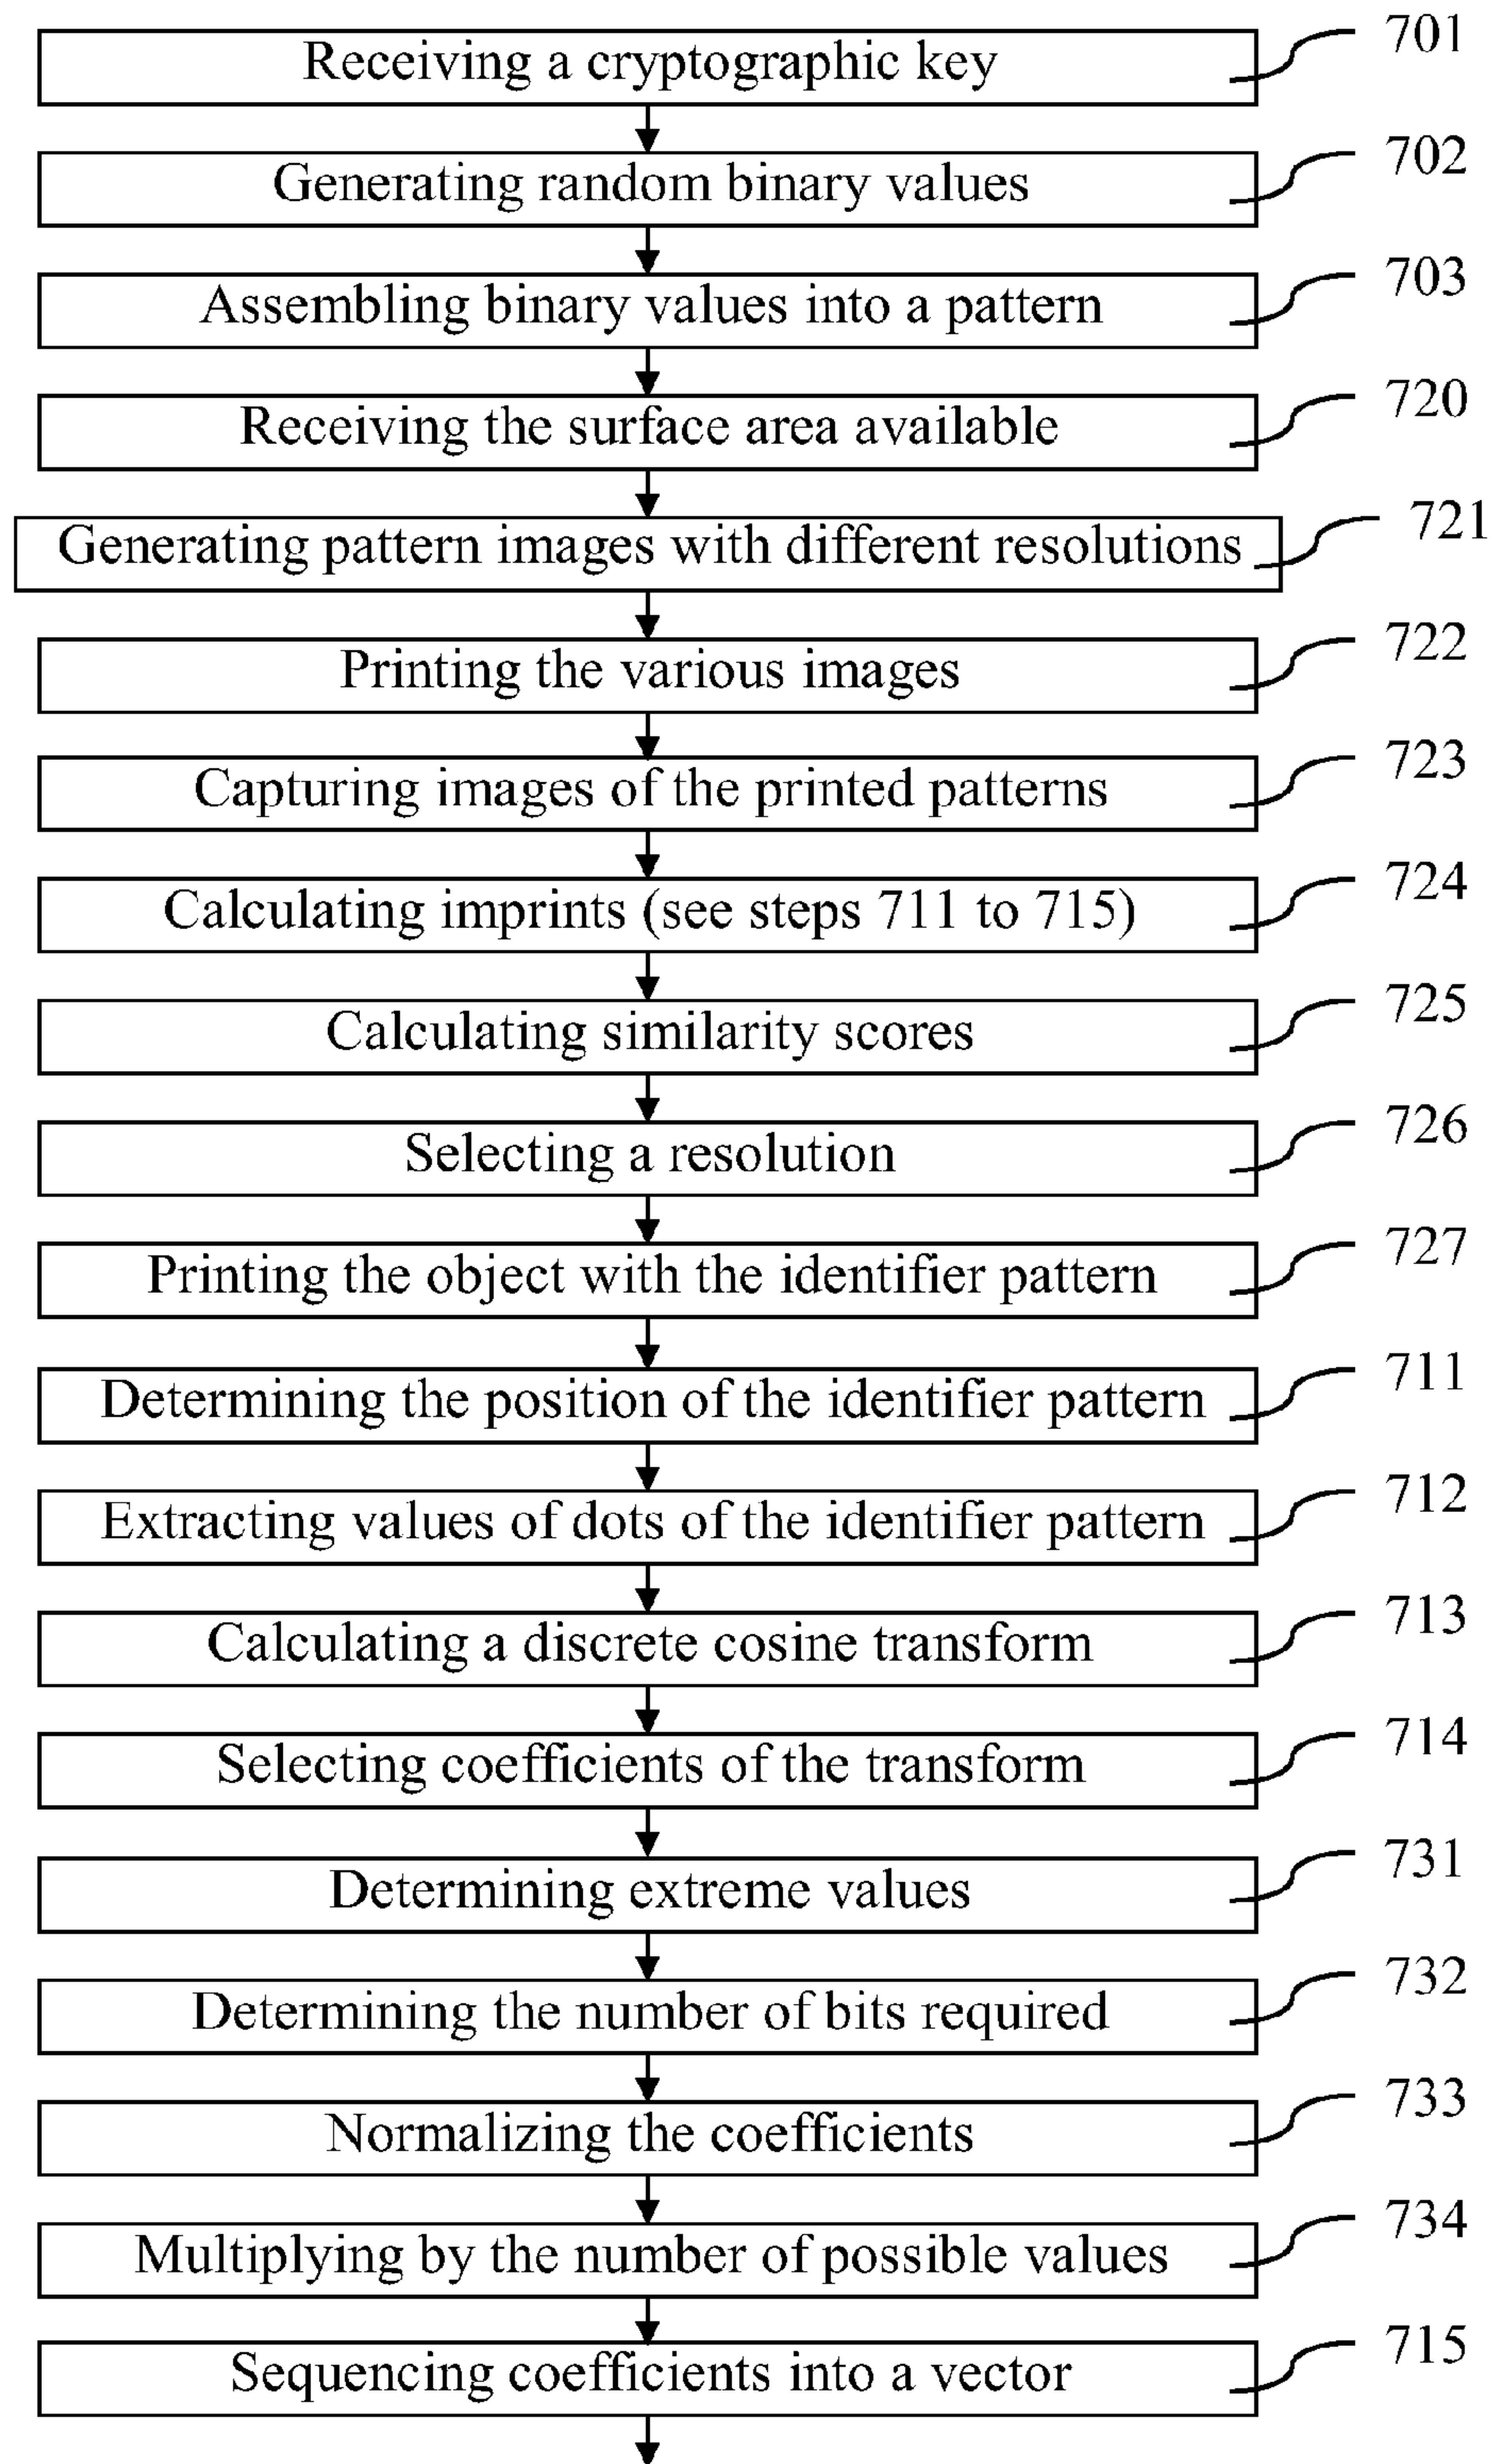 Receiving a cryptographic key 701
Generating random binary values 702
Assembling binary values into a pattern 703
Receiving the surface area available 720
Generating pattern images with different resolutions 721
Printing the various images 722
Capturing images of the printed patterns 723
Calculating imprints (see steps 711 to 715) 724
Calculating similarity scores 725
Selecting a resolution 726
Printing the object with the identifier pattern 727
Determining the position of the identifier pattern 711
Extracting values of dots of the identifier pattern 712
Calculating a discrete cosine transform 713
Selecting coefficients of the transform 714
Determining extreme values 731
Determining the number of bits required 732
Normalizing the coefficients 733
Multiplying by the number of possible values 734
Sequencing coefficients into a vector 715